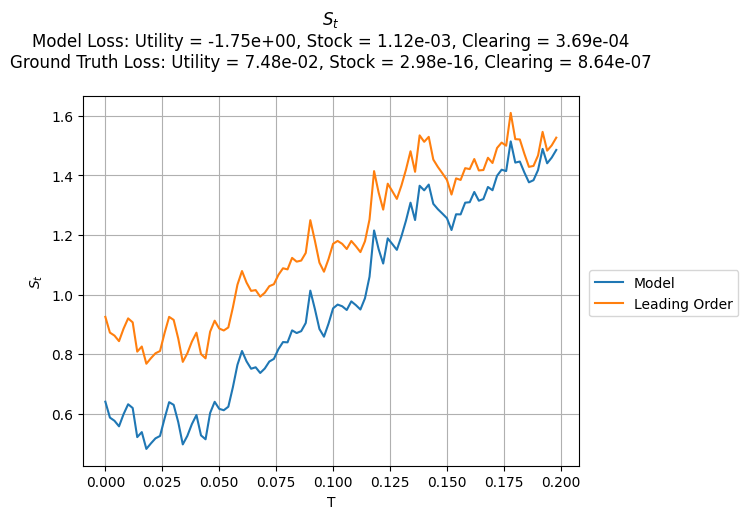 S_t
Model Loss: Utility = -1.75e+00, Stock = 1.12e-03, Clearing = 3.69e-04
Ground Truth Loss: Utility = 7.48e-02, Stock = 2.98e-16, Clearing = 8.64e-07
1.6
1.4
1.2
1.0
0.8
0.6
S_t
0.000 0.025 0.050 0.075 0.100 0.125 0.150 0.175 0.200
T
Model
Leading Order